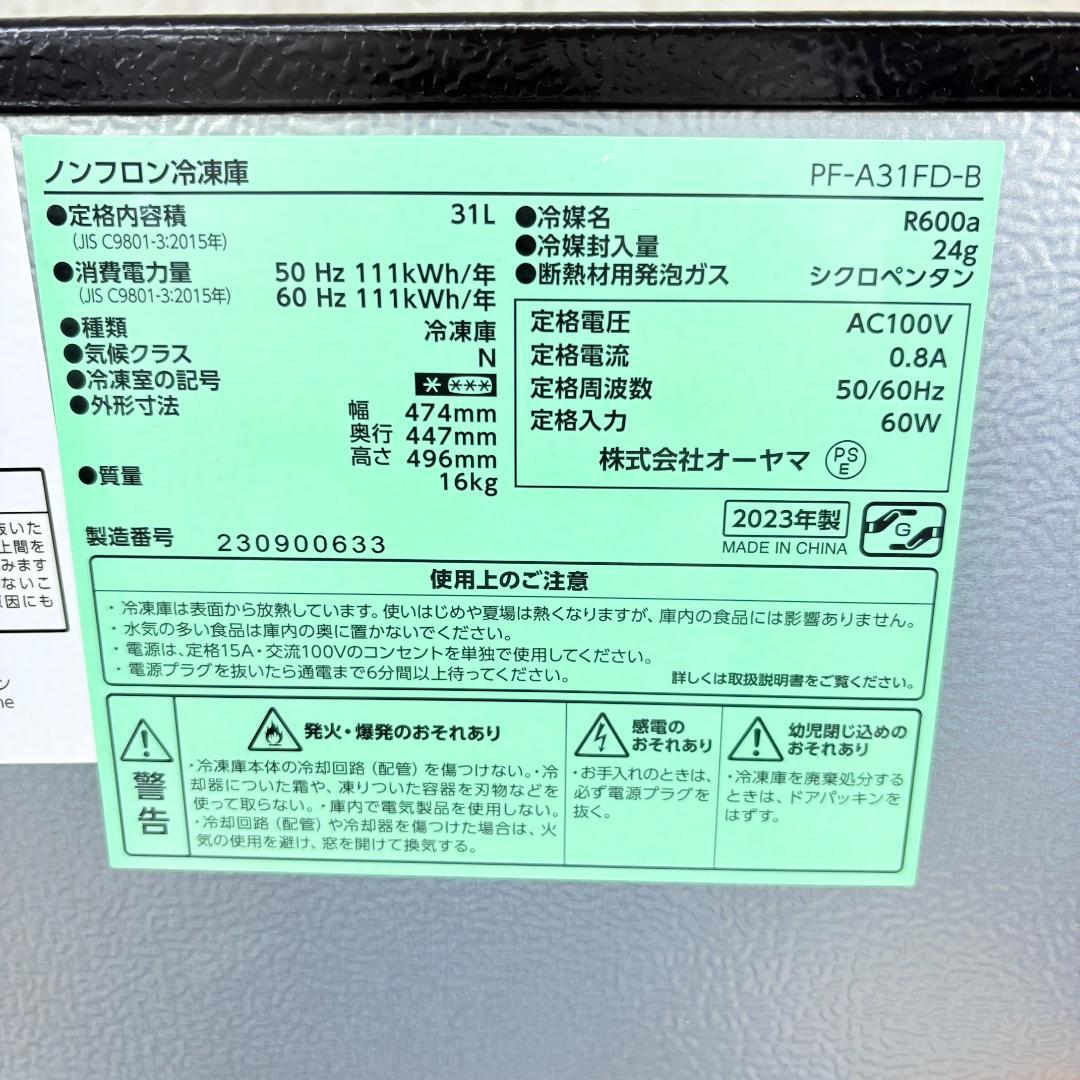 ノンフロン冷凍庫 PF-A31FD-B
●定格内容積 31L
(JIS C9801-3:2015年)
●消費電力量 50 Hz 111kWh/年
(JIS C9801-3:2015年) 60 Hz 111kWh/年
●種類 冷凍庫
●気候クラス N
●冷凍室の記号
●外形寸法 幅 474mm
奥行 447mm
高さ 496mm
●質量 16kg
●冷媒名 R600a
●冷媒封入量 24g
●断熱材用発泡ガス シクロペンタン
定格電圧 AC100V
定格電流 0.8A
定格周波数 50/60Hz
定格入力 60W
株式会社オーヤマ PSE
製造番号 230900633
2023年製
MADE IN CHINA
G
使用上のご注意
・冷凍庫は表面から放熱しています。使いはじめや夏場は熱くなりますが、庫内の食品には影響ありません。
・水気の多い食品は庫内の奥に置かないでください。
・電源は、定格15A・交流100Vのコンセントを単独で使用してください。
・電源プラグを抜いたら通電まで6分間以上待ってください。
詳しくは取扱説明書をご覧ください。
警告
発火・爆発のおそれあり
・冷凍庫本体の冷却回路（配管）を傷つけない。・冷
却器についた霜や、凍りついた容器を刃物などを
使って取らない。・庫内で電気製品を使用しない。
・冷却回路（配管）や冷却器を傷つけた場合は、火
気の使用を避け、窓を開けて換気する。
感電の
おそれあり
・お手入れのときは、
必ず電源プラグを
抜く。
幼児閉じ込めの
おそれあり
・冷凍庫を廃棄処分する
ときは、ドアパッキンを
はずす。
抜いた
上間を
みます
ないこ
原因にも
ン
ne